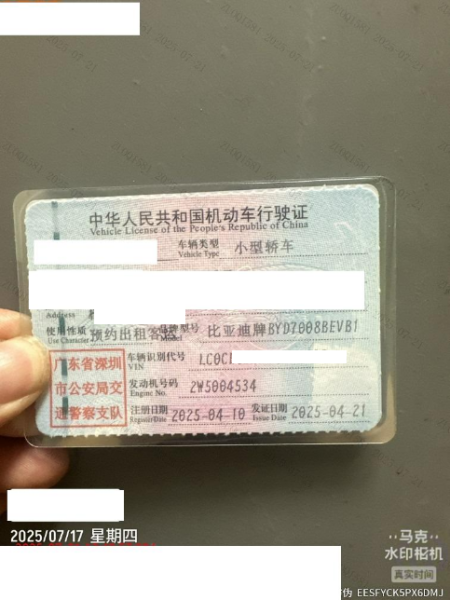 中华人民共和国机动车行驶证
Vehicle License of the People's Republic of China
车辆类型 小型轿车
Vehicle Type
Address
使用性质 预约出租客运 品牌型号 比亚迪牌BYD7008BEVB1
Use Character
广东省深圳市公安局交通警察支队
车辆识别代号 LC0C
VIN
发动机号码 2W5004534
Engine No.
注册日期 2025-04-10 发证日期 2025-04-21
Register Date Issue Date
2025/07/17 星期四
马克
水印相机
真实时间
伪 EESFYCK5PX6DMJ